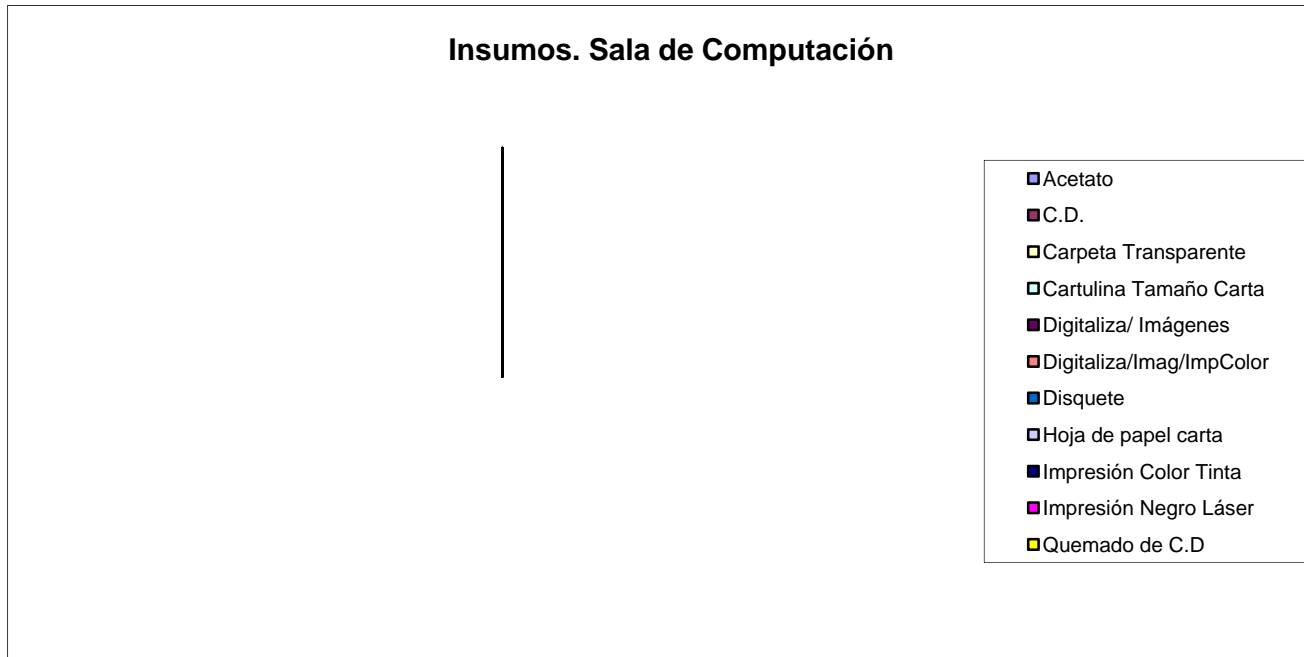 Insumos. Sala de Computación
Acetato
C.D.
Carpeta Transparente
Cartulina Tamaño Carta
Digitaliza/ Imágenes
Digitaliza/Imag/ImpColor
Disquete
Hoja de papel carta
Impresión Color Tinta
Impresión Negro Láser
Quemado de C.D